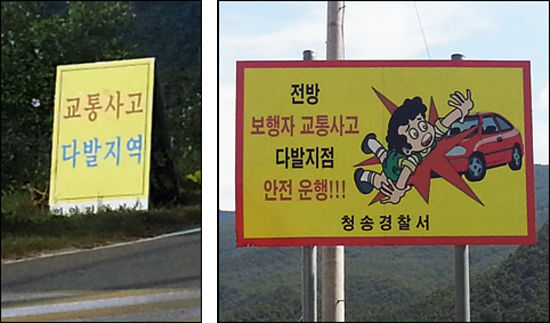 교통사고
다발지역
전방
보행자 교통사고
다발지점
안전 운행!!!
청송경찰서